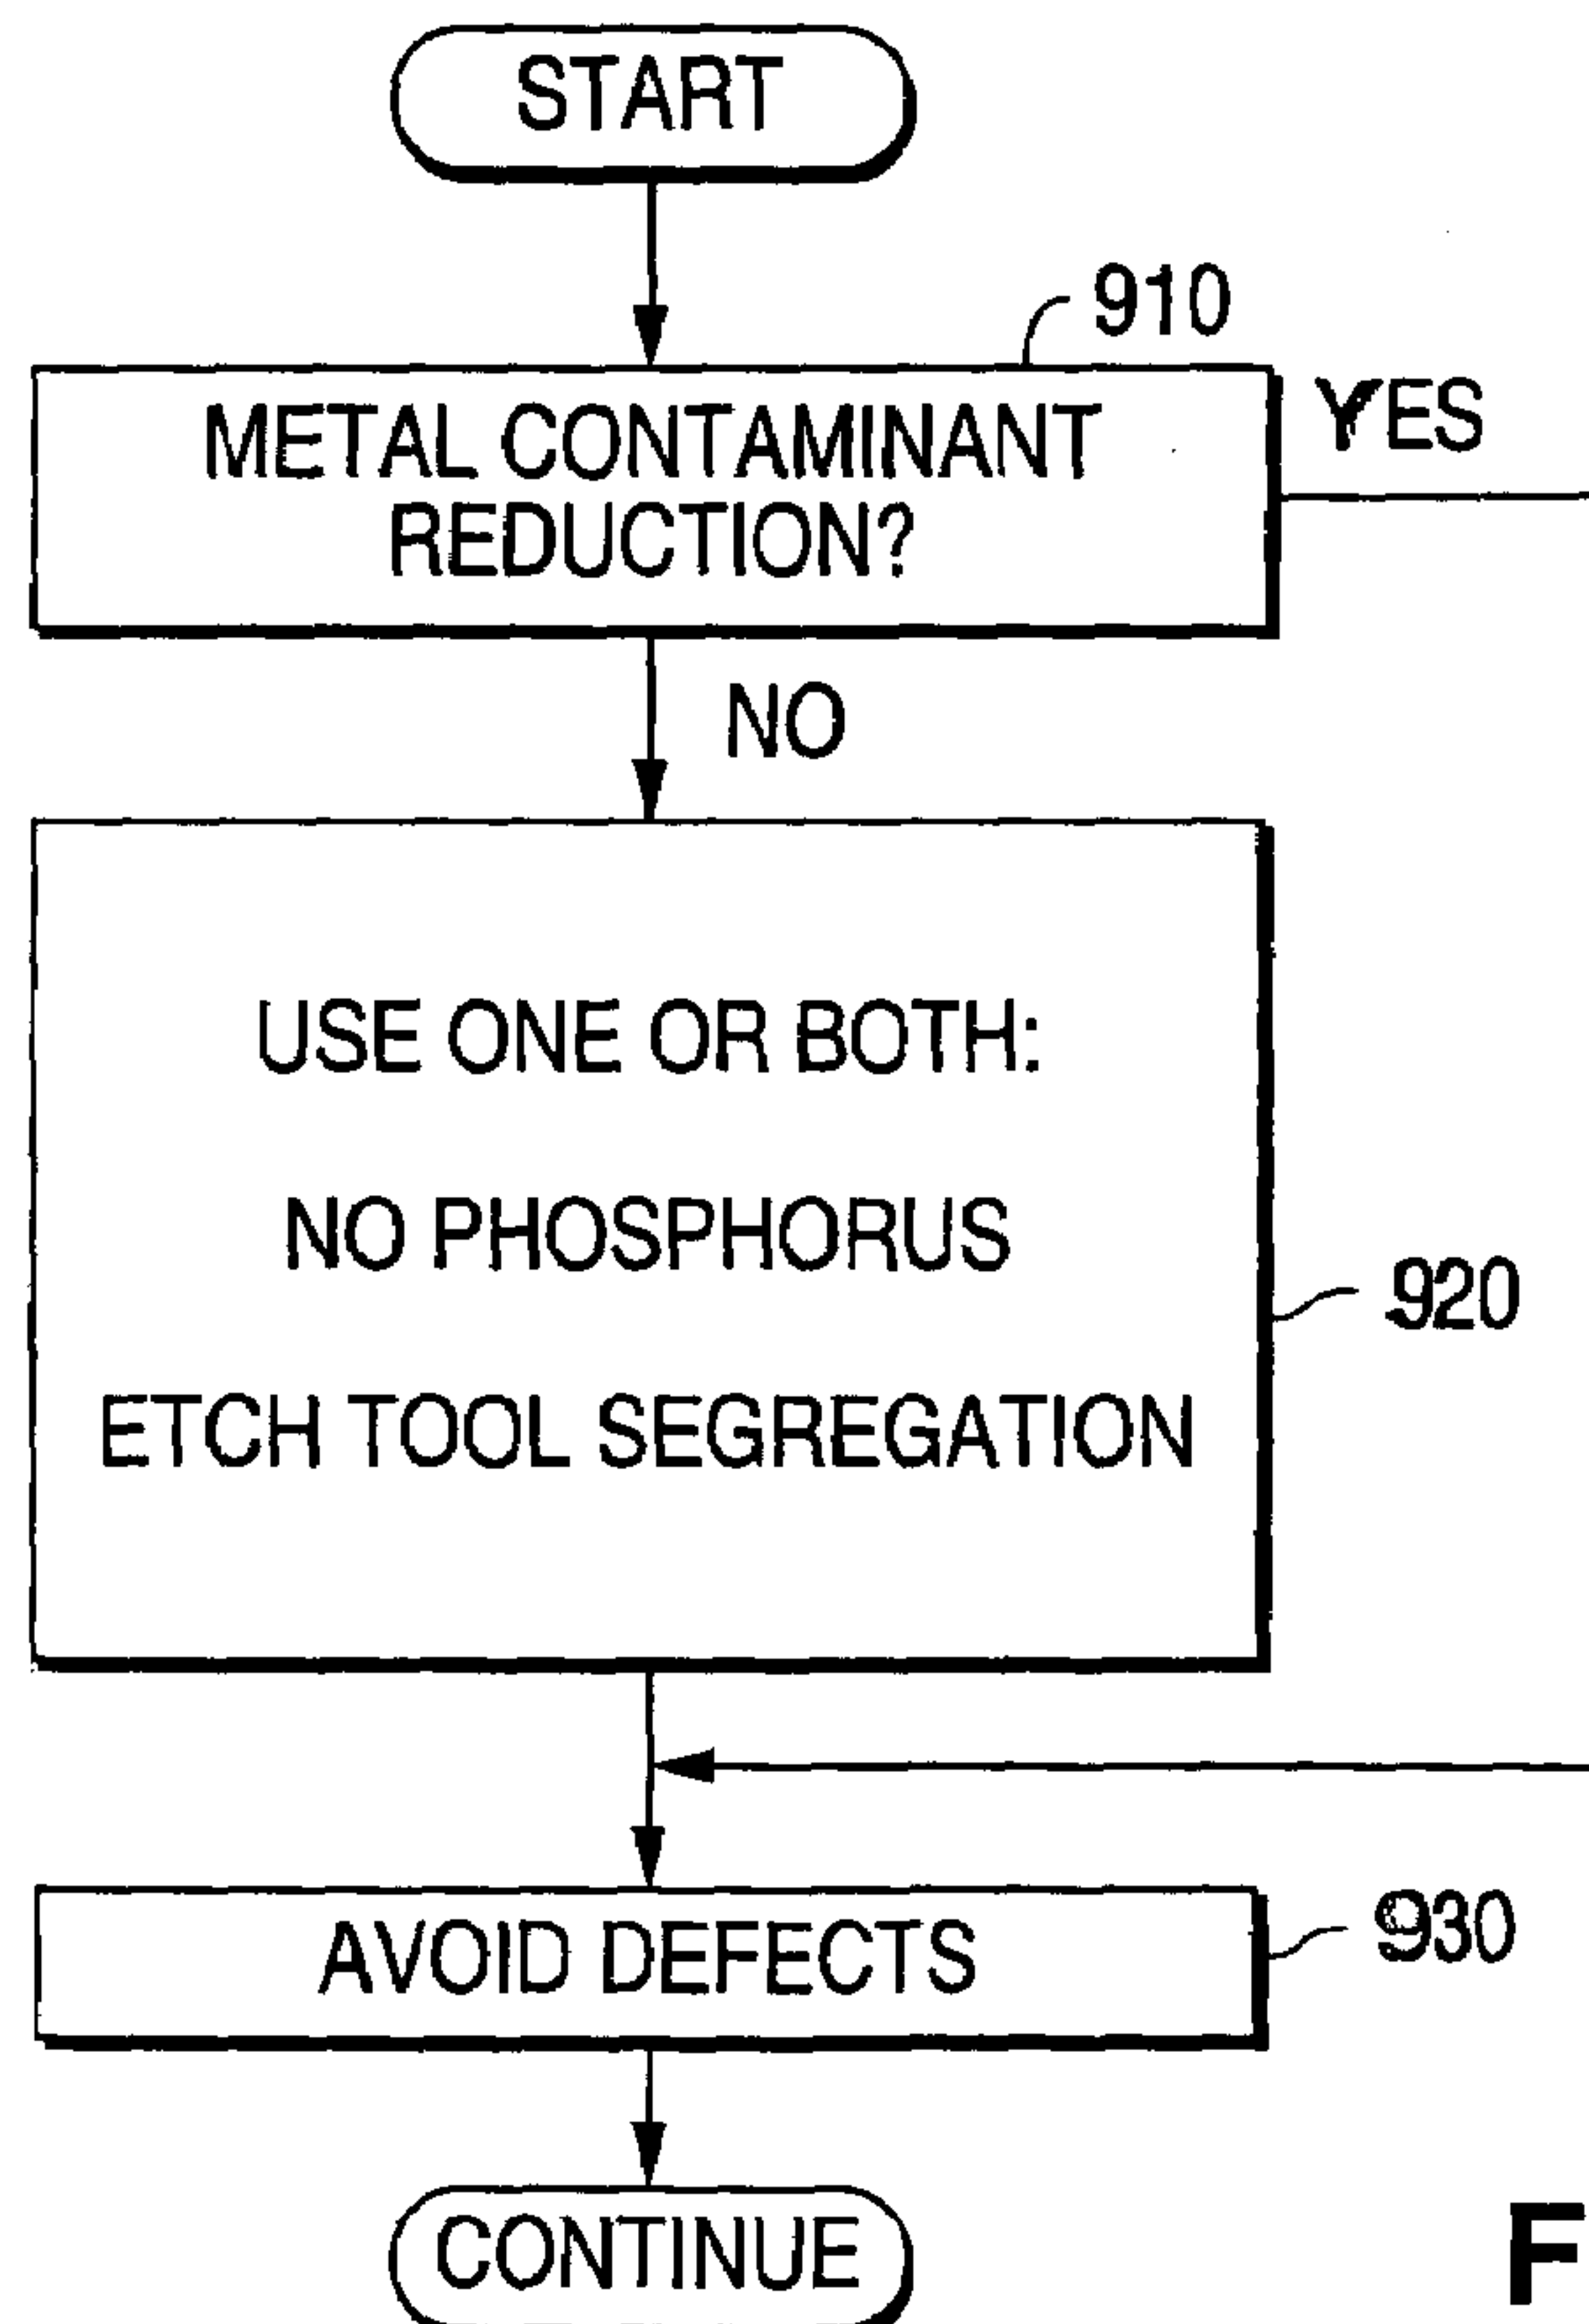 START
910
METAL CONTAMINANT
REDUCTION?
YES
NO
USE ONE OR BOTH:
NO PHOSPHORUS
920
ETCH TOOL SEGREGATION
AVOID DEFECTS
930
CONTINUE
F